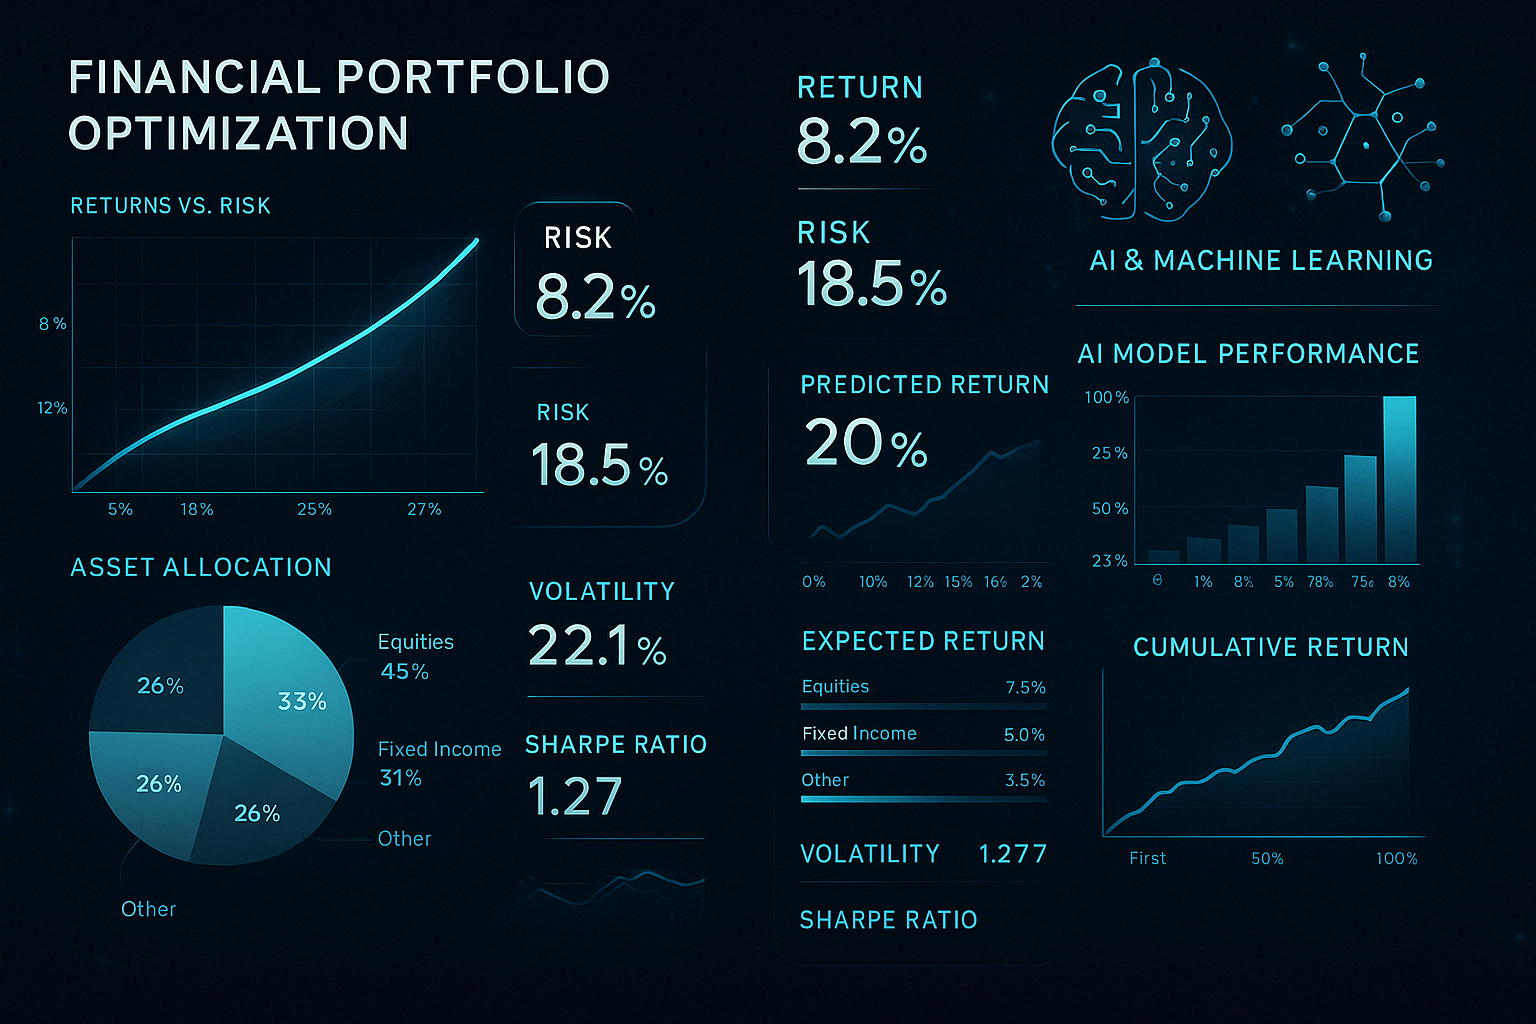 FINANCIAL PORTFOLIO
OPTIMIZATION
RETURNS VS. RISK
8 %
12%
5% 18% 25% 27%
RISK
8.2%
RISK
18.5%
ASSET ALLOCATION
26%
33%
26%
26%
Equities
45%
Fixed Income
31%
Other
Other
VOLATILITY
22.1%
SHARPE RATIO
1.27
RETURN
8.2%
RISK
18.5%
PREDICTED RETURN
20%
0% 10% 12% 15% 2%
EXPECTED RETURN
Equities 7.5%
Fixed Income 5.0%
Other 3.5%
VOLATILITY 1.277
SHARPE RATIO
AI & MACHINE LEARNING
AI MODEL PERFORMANCE
100%
25%
50%
23%
1% 8% 5% 78% 8%
CUMULATIVE RETURN
First 50% 100%